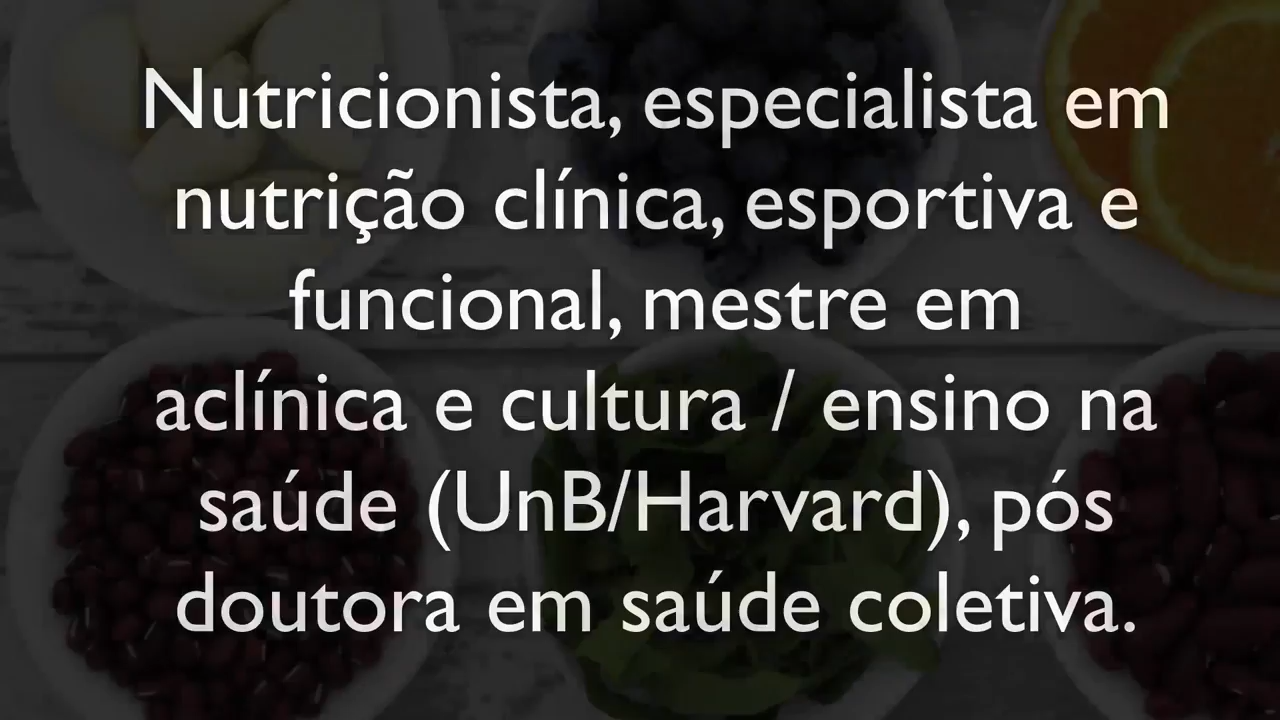 Nutricionista, especialista em
nutrição clínica, esportiva e
funcional, mestre em
aclínica e cultura / ensino na
saúde (UnB/Harvard), pós
doutora em saúde coletiva.